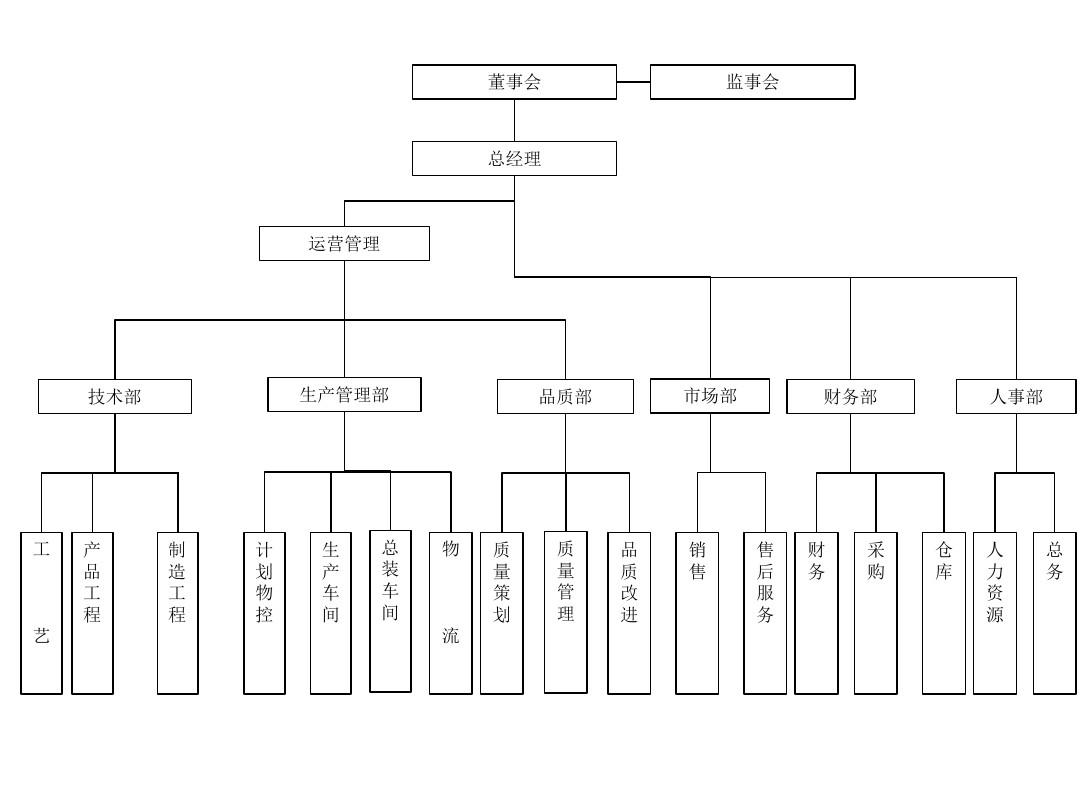 董事会
监事会
总经理
运营管理
技术部
生产管理部
品质部
市场部
财务部
人事部
工艺
产品工程
制造工程
计划物控
生产车间
总装车间
物流
质量策划
质量管理
品质改进
销售
售后服务
财务
采购
仓库
人力资源
总务